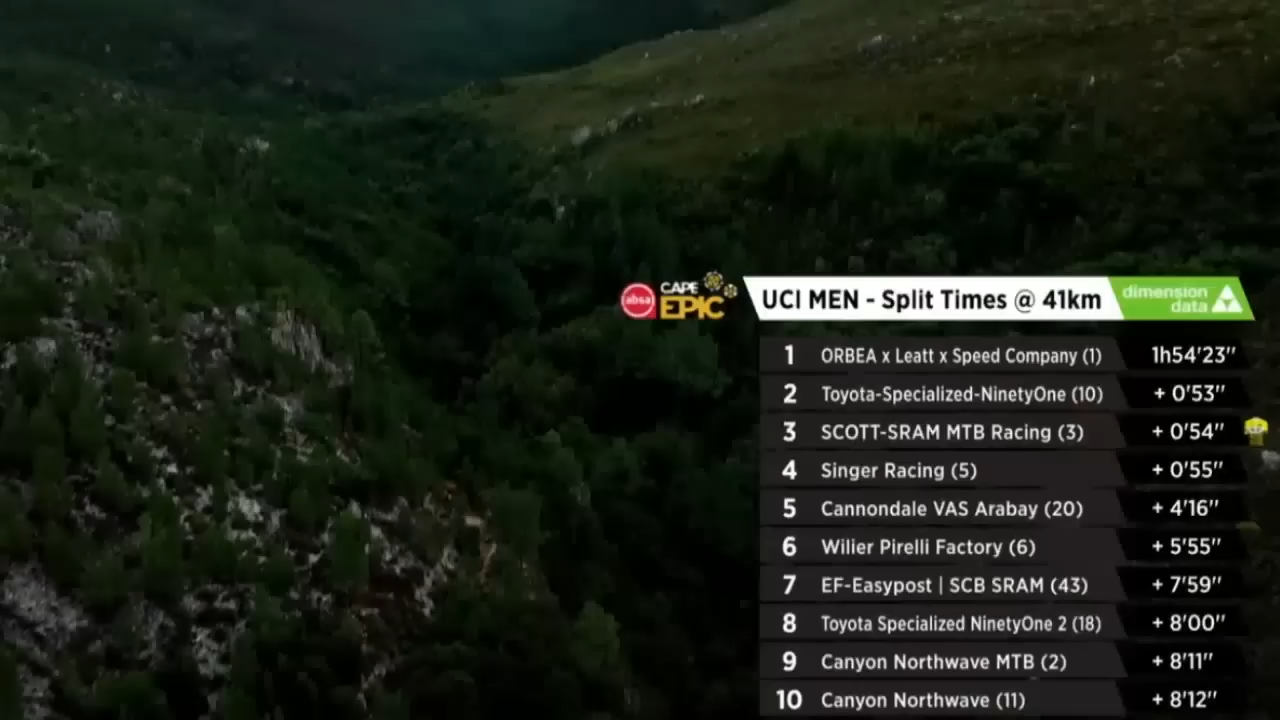 absa CAPE EPIC
UCI MEN - Split Times @ 41km
dimension data
1 ORBEA x Leatt x Speed Company (1) 1h54'23"
2 Toyota-Specialized-NinetyOne (10) + 0'53"
3 SCOTT-SRAM MTB Racing (3) + 0'54"
4 Singer Racing (5) + 0'55"
5 Cannondale VAS Arabay (20) + 4'16"
6 Wilier Pirelli Factory (6) + 5'55"
7 EF-Easypost | SCB SRAM (43) + 7'59"
8 Toyota Specialized NinetyOne 2 (18) + 8'00"
9 Canyon Northwave MTB (2) + 8'11"
10 Canyon Northwave (11) + 8'12"